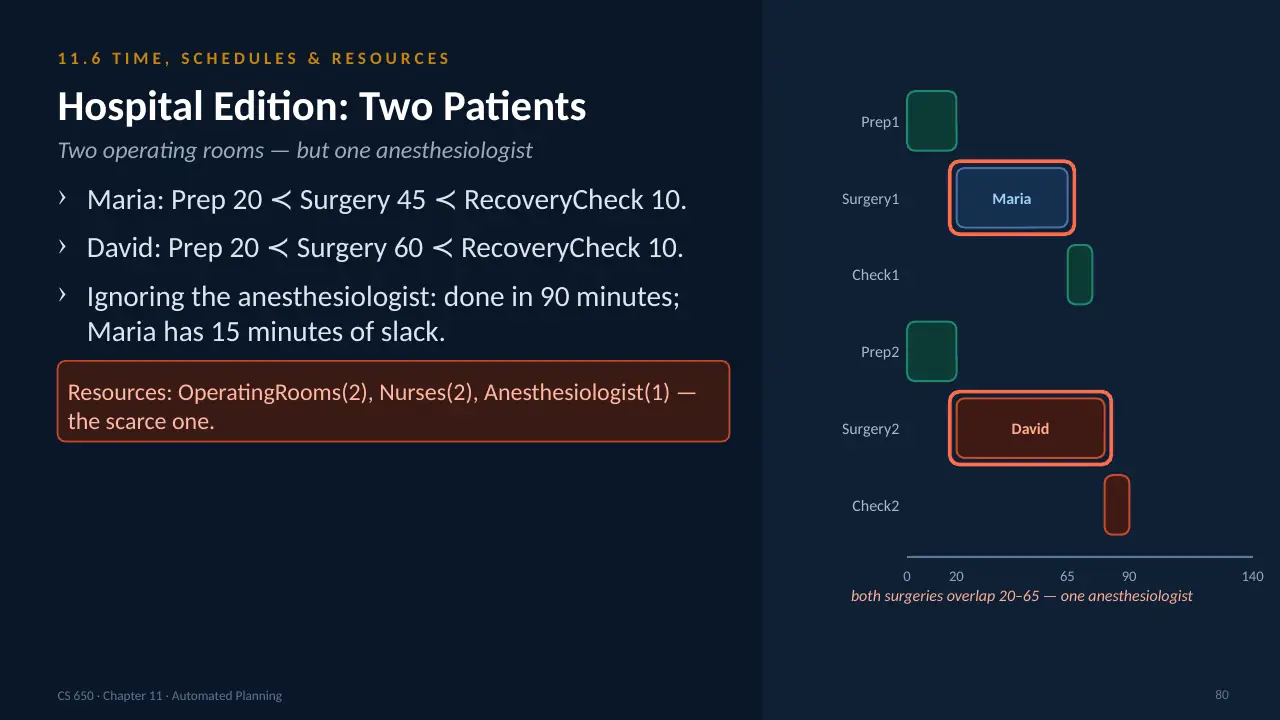 11.6 TIME, SCHEDULES & RESOURCES
Hospital Edition: Two Patients
Two operating rooms — but one anesthesiologist
› Maria: Prep 20 ≺ Surgery 45 ≺ RecoveryCheck 10.
› David: Prep 20 ≺ Surgery 60 ≺ RecoveryCheck 10.
› Ignoring the anesthesiologist: done in 90 minutes;
Maria has 15 minutes of slack.
Resources: OperatingRooms(2), Nurses(2), Anesthesiologist(1) —
the scarce one.
Prep1
Surgery1
Maria
Check1
Prep2
Surgery2
David
Check2
0 20 65 90 140
both surgeries overlap 20–65 — one anesthesiologist
CS 650 · Chapter 11 · Automated Planning
80